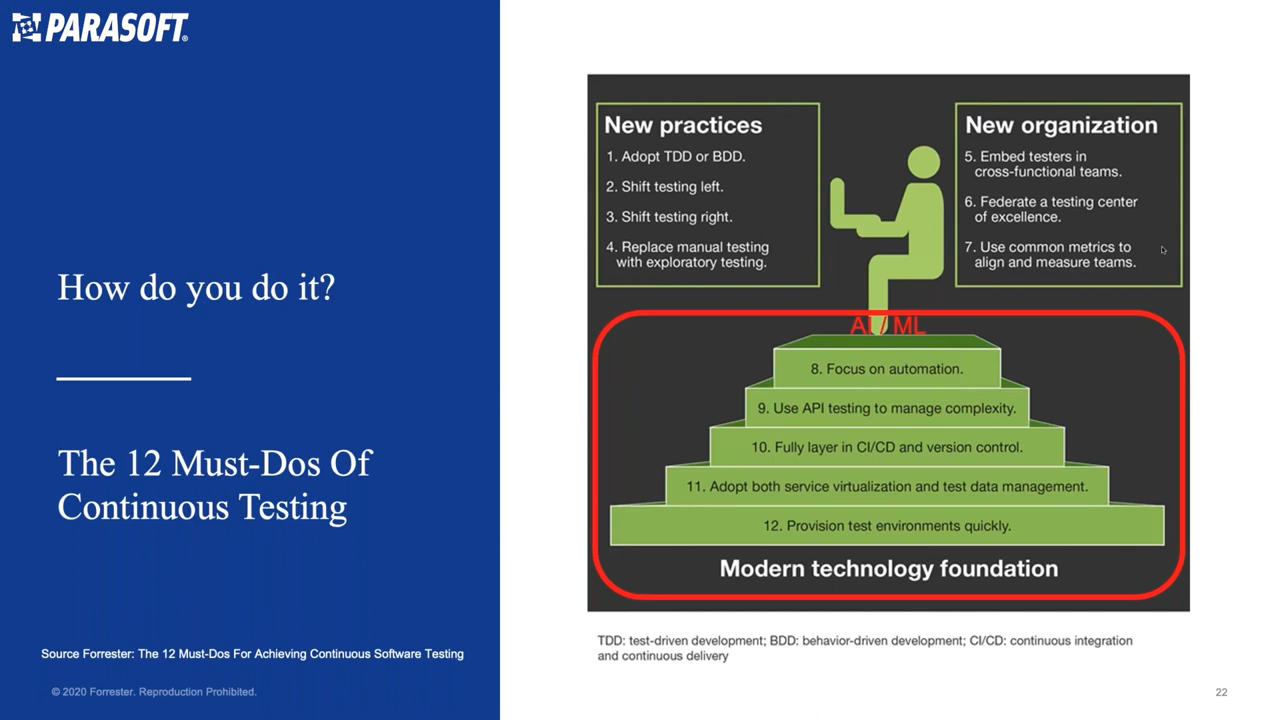 PARASOFT®
How do you do it?
The 12 Must-Dos Of
Continuous Testing
Source Forrester: The 12 Must-Dos For Achieving Continuous Software Testing
© 2020 Forrester. Reproduction Prohibited.
New practices
1. Adopt TDD or BDD.
2. Shift testing left.
3. Shift testing right.
4. Replace manual testing
with exploratory testing.
New organization
5. Embed testers in
cross-functional teams.
6. Federate a testing center
of excellence.
7. Use common metrics to
align and measure teams.
AI / ML
8. Focus on automation.
9. Use API testing to manage complexity.
10. Fully layer in CI/CD and version control.
11. Adopt both service virtualization and test data management.
12. Provision test environments quickly.
Modern technology foundation
TDD: test-driven development; BDD: behavior-driven development; CI/CD: continuous integration
and continuous delivery
22